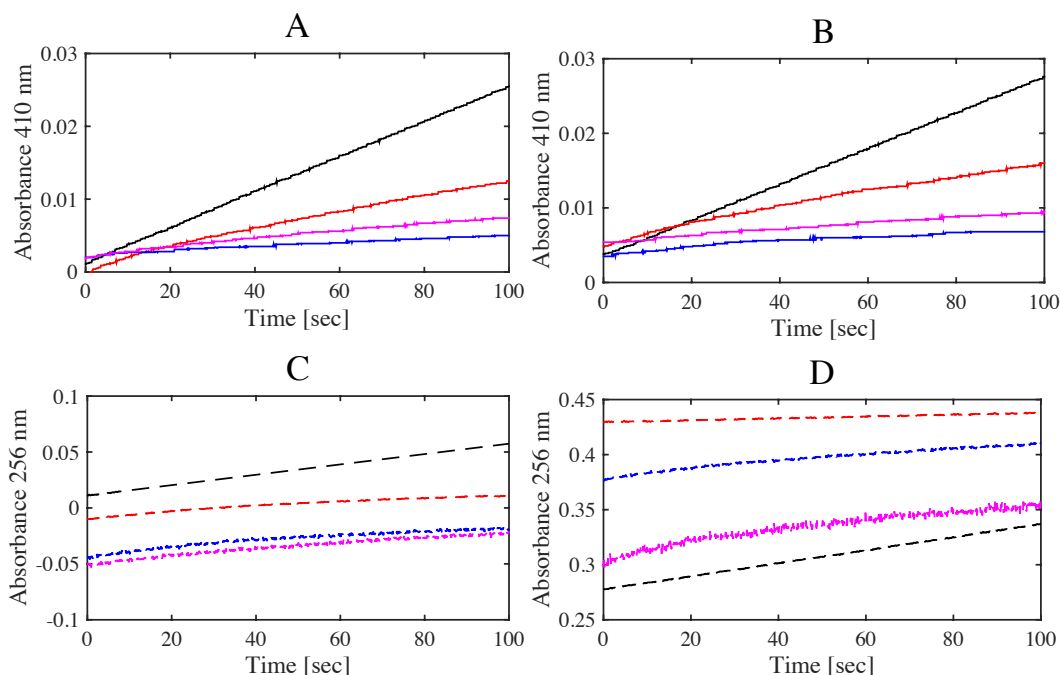 A
Absorbance 410 nm
0.03
0.02
0.01
0
0 20 40 60 80 100
Time [sec]
B
Absorbance 410 nm
0.03
0.02
0.01
0
0 20 40 60 80 100
Time [sec]
C
Absorbance 256 nm
0.1
0.05
0
-0.05
-0.1
0 20 40 60 80 100
Time [sec]
D
Absorbance 256 nm
0.45
0.4
0.35
0.3
0.25
0 20 40 60 80 100
Time [sec]